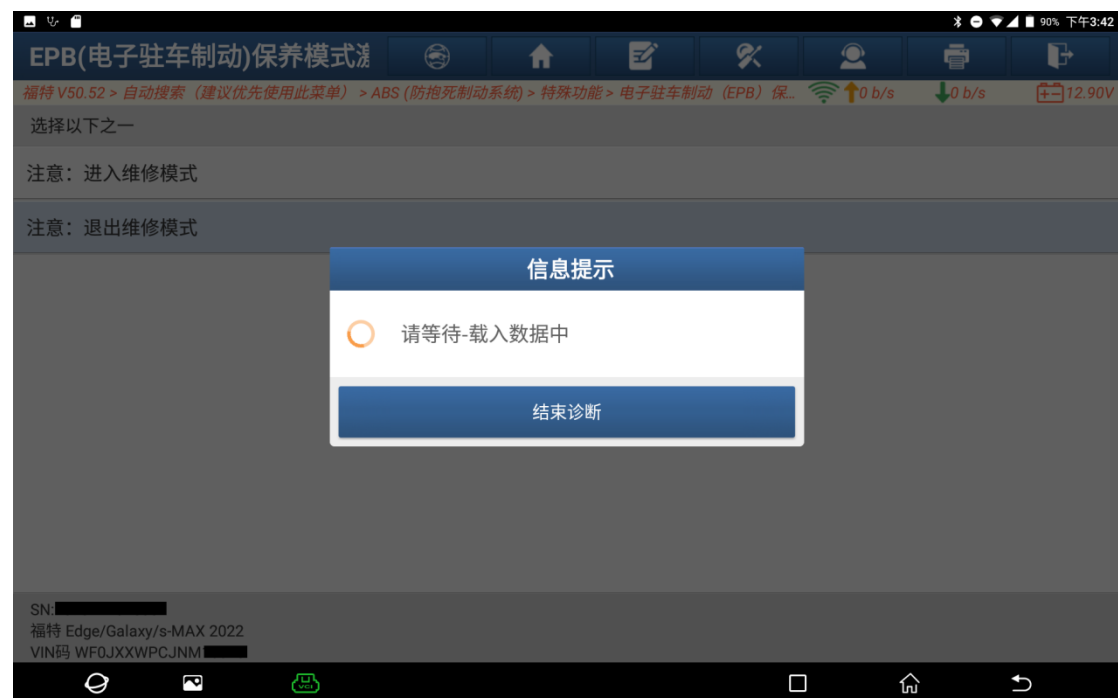 90% 下午3:42
EPB(电子驻车制动)保养模式
福特 V50.52 > 自动搜索（建议优先使用此菜单） > ABS (防抱死制动系统) > 特殊功能 > 电子驻车制动（EPB）保... 0 b/s 0 b/s 12.90V
选择以下之一
注意：进入维修模式
注意：退出维修模式
信息提示
请等待-载入数据中
结束诊断
SN:
福特 Edge/Galaxy/s-MAX 2022
VIN码 WF0JXXWPCJNM
VCI